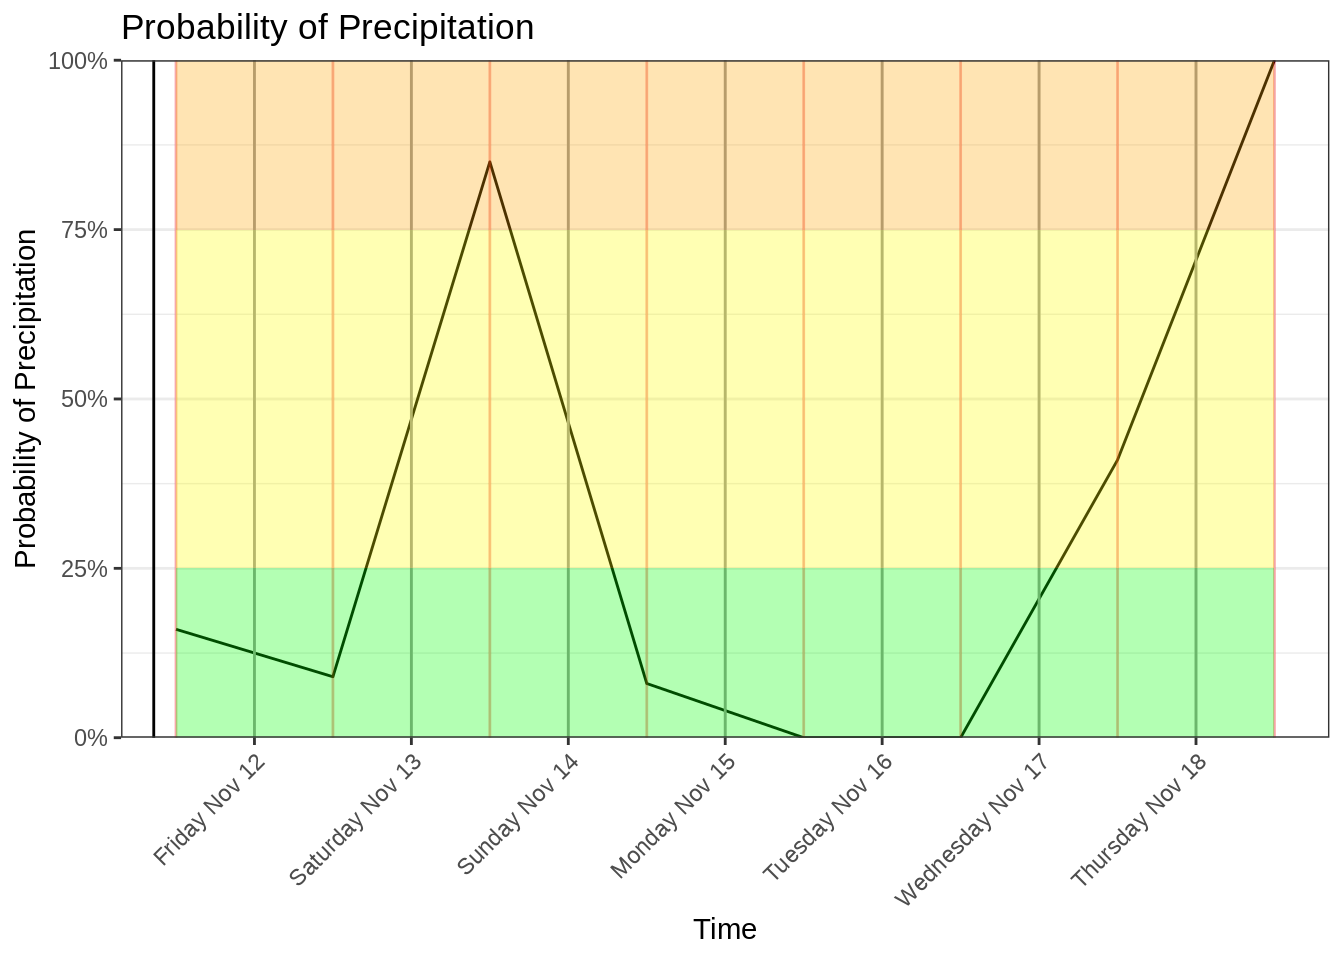 Probability of Precipitation
Probability of Precipitation
100%
75%
50%
25%
0%
Friday Nov 12
Saturday Nov 13
Sunday Nov 14
Monday Nov 15
Tuesday Nov 16
Wednesday Nov 17
Thursday Nov 18
Time